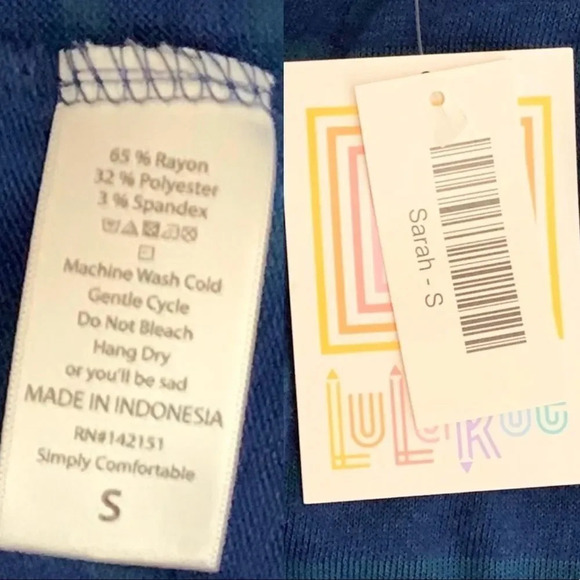 65 % Rayon
32 % Polyester
3 % Spandex
Machine Wash Cold
Gentle Cycle
Do Not Bleach
Hang Dry
or you'll be sad
MADE IN INDONESIA
RN#142151
Simply Comfortable
S
Sarah - S
LuLaRoe